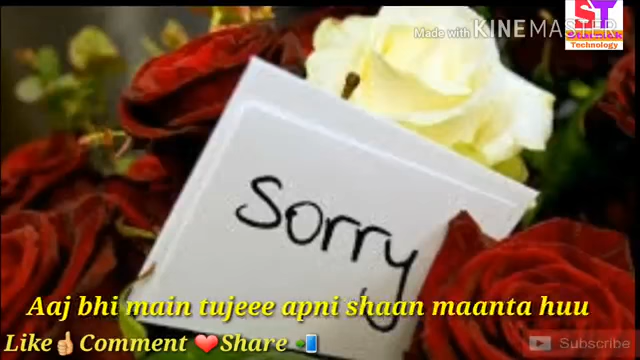 ST
Technology
Made with KINEMASTER
Sorry
Aaj bhi main tujeee apni shaan maanta huu
Like👍🏻Comment ❤Share 📲
Subscribe